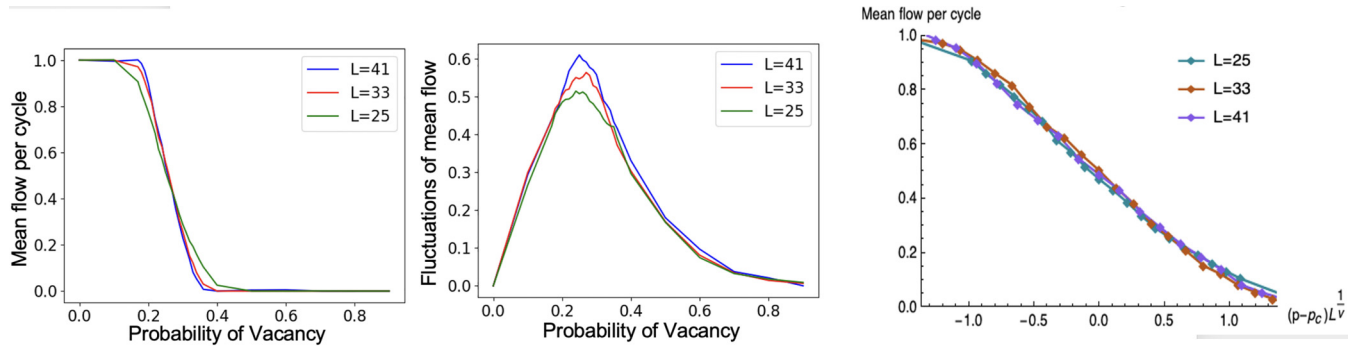 Mean flow per cycle
1.0
0.8
0.6
0.4
0.2
0.0
0.0
0.2
0.4
0.6
0.8
Probability of Vacancy
L=41
L=33
L=25
Fluctuations of mean flow
0.6
0.5
0.4
0.3
0.2
0.1
0.0
0.0
0.2
0.4
0.6
0.8
Probability of Vacancy
L=41
L=33
L=25
Mean flow per cycle
1.0
0.8
0.6
0.4
0.2
0.0
-1.0
-0.5
0.0
0.5
1.0
(p-pc)L^1/ν
L=25
L=33
L=41